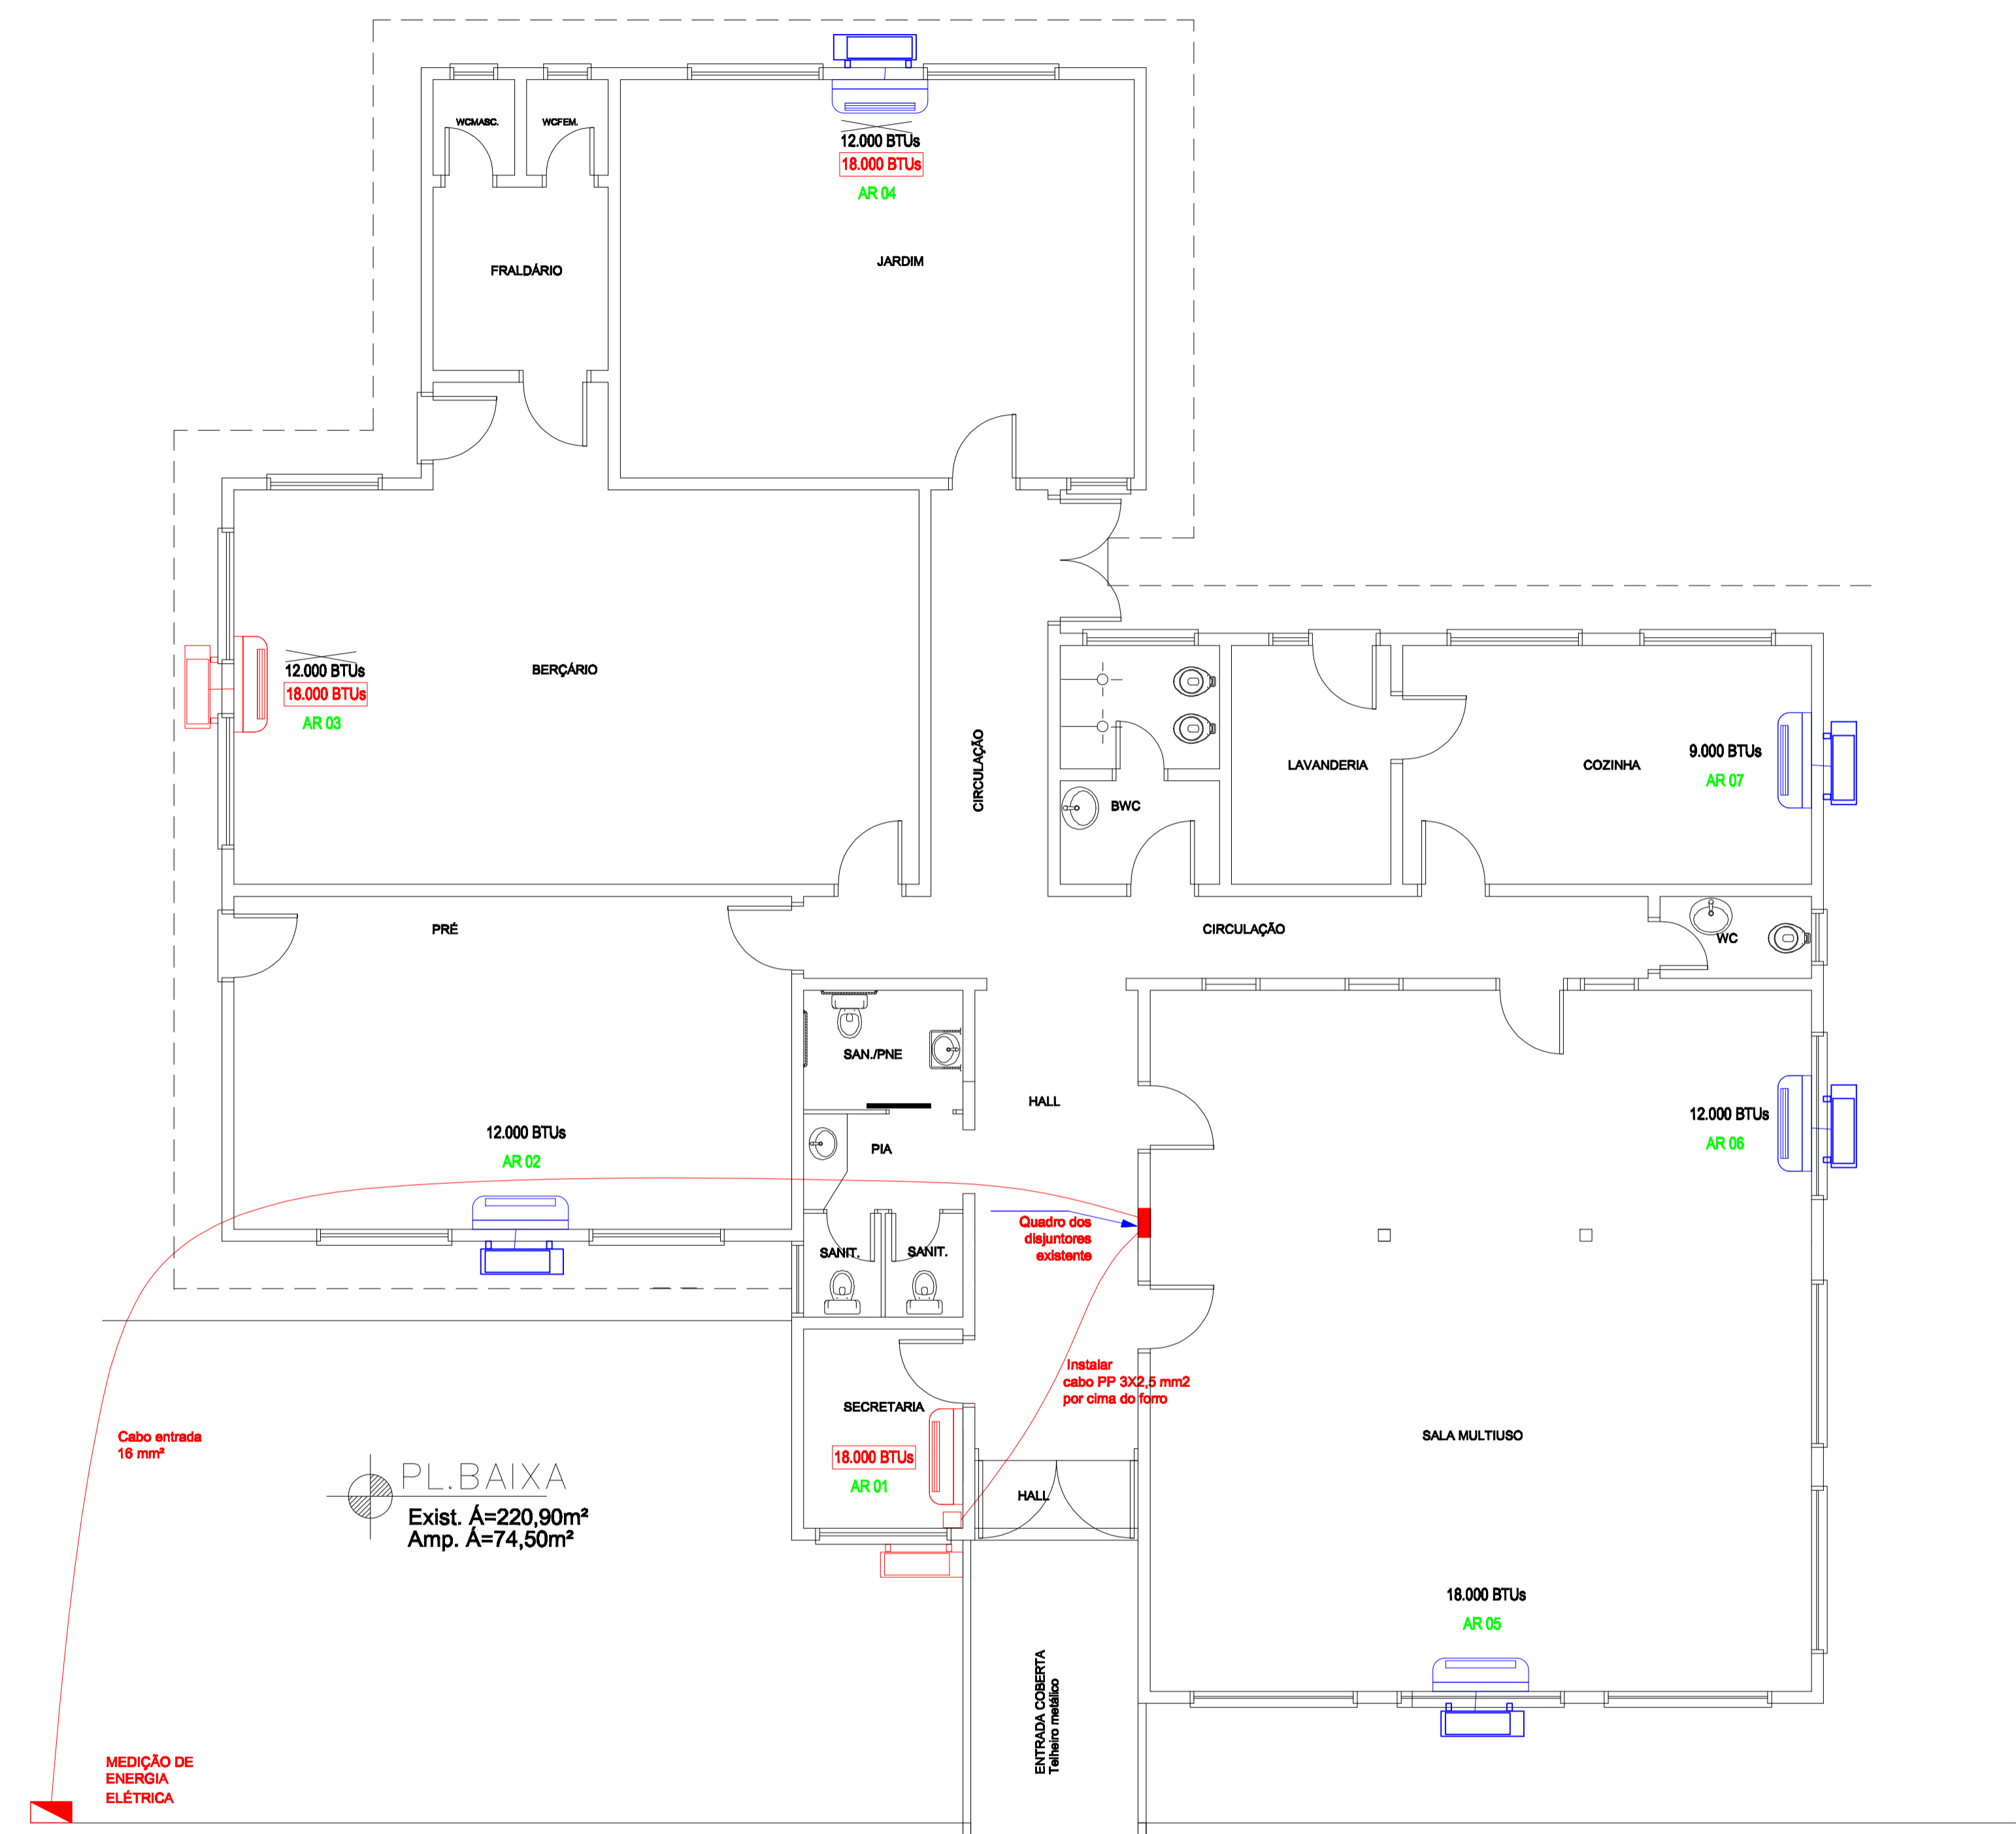 WCMASC.
WCFEM.
12.000 BTUs
18.000 BTUs
AR 04
JARDIM
FRALDÁRIO
12.000 BTUs
18.000 BTUs
AR 03
BERÇÁRIO
CIRCULAÇÃO
BWC
LAVANDERIA
COZINHA
9.000 BTUs
AR 07
PRÉ
CIRCULAÇÃO
WC
SAN./PNE
HALL
12.000 BTUs
AR 06
12.000 BTUs
AR 02
PIA
Quadro dos
disjuntores
existente
SANIT.
SANIT.
Instalar
cabo PP 3X2,5 mm2
por cima do forro
SECRETARIA
18.000 BTUs
AR 01
HALL
SALA MULTIUSO
Cabo entrada
16 mm²
PL.BAIXA
Exist. Á=220,90m²
Amp. Á=74,50m²
18.000 BTUs
AR 05
ENTRADA COBERTA
Telheiro metálico
MEDIÇÃO DE
ENERGIA
ELÉTRICA